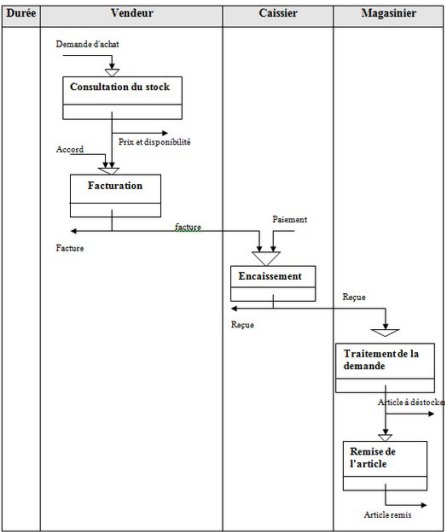 Durée
Vendeur
Caissier
Magasinier
Demande d'achat
Consultation du stock
Prix et disponibilité
Accord
Facturation
facture
Paiement
Facture
Encaissement
Reçue
Reçue
Traitement de la
demande
Article à déstocker
Remise de
l'article
Article remis